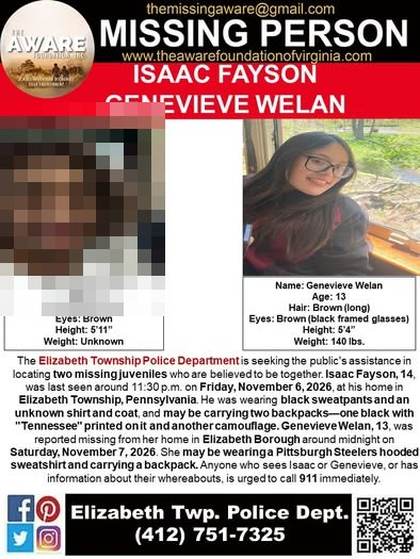 themissingaware@gmail.com
THE
AWARE
FOUNDATION, INC.
MISSING PERSON
www.theawarefoundationofvirginia.com
ISAAC FAYSON
GENEVIEVE WELAN
Eyes: Brown
Height: 5'11"
Weight: Unknown
Name: Genevieve Welan
Age: 13
Hair: Brown (long)
Eyes: Brown (black framed glasses)
Height: 5'4"
Weight: 140 lbs.
The Elizabeth Township Police Department is seeking the public's assistance in
locating two missing juveniles who are believed to be together. Isaac Fayson, 14,
was last seen around 11:30 p.m. on Friday, November 6, 2026, at his home in
Elizabeth Township, Pennsylvania. He was wearing black sweatpants and an
unknown shirt and coat, and may be carrying two backpacks—one black with
"Tennessee" printed on it and another camouflage. Genevieve Welan, 13, was
reported missing from her home in Elizabeth Borough around midnight on
Saturday, November 7, 2026. She may be wearing a Pittsburgh Steelers hooded
sweatshirt and carrying a backpack. Anyone who sees Isaac or Genevieve, or has
information about their whereabouts, is urged to call 911 immediately.
Elizabeth Twp. Police Dept.
(412) 751-7325